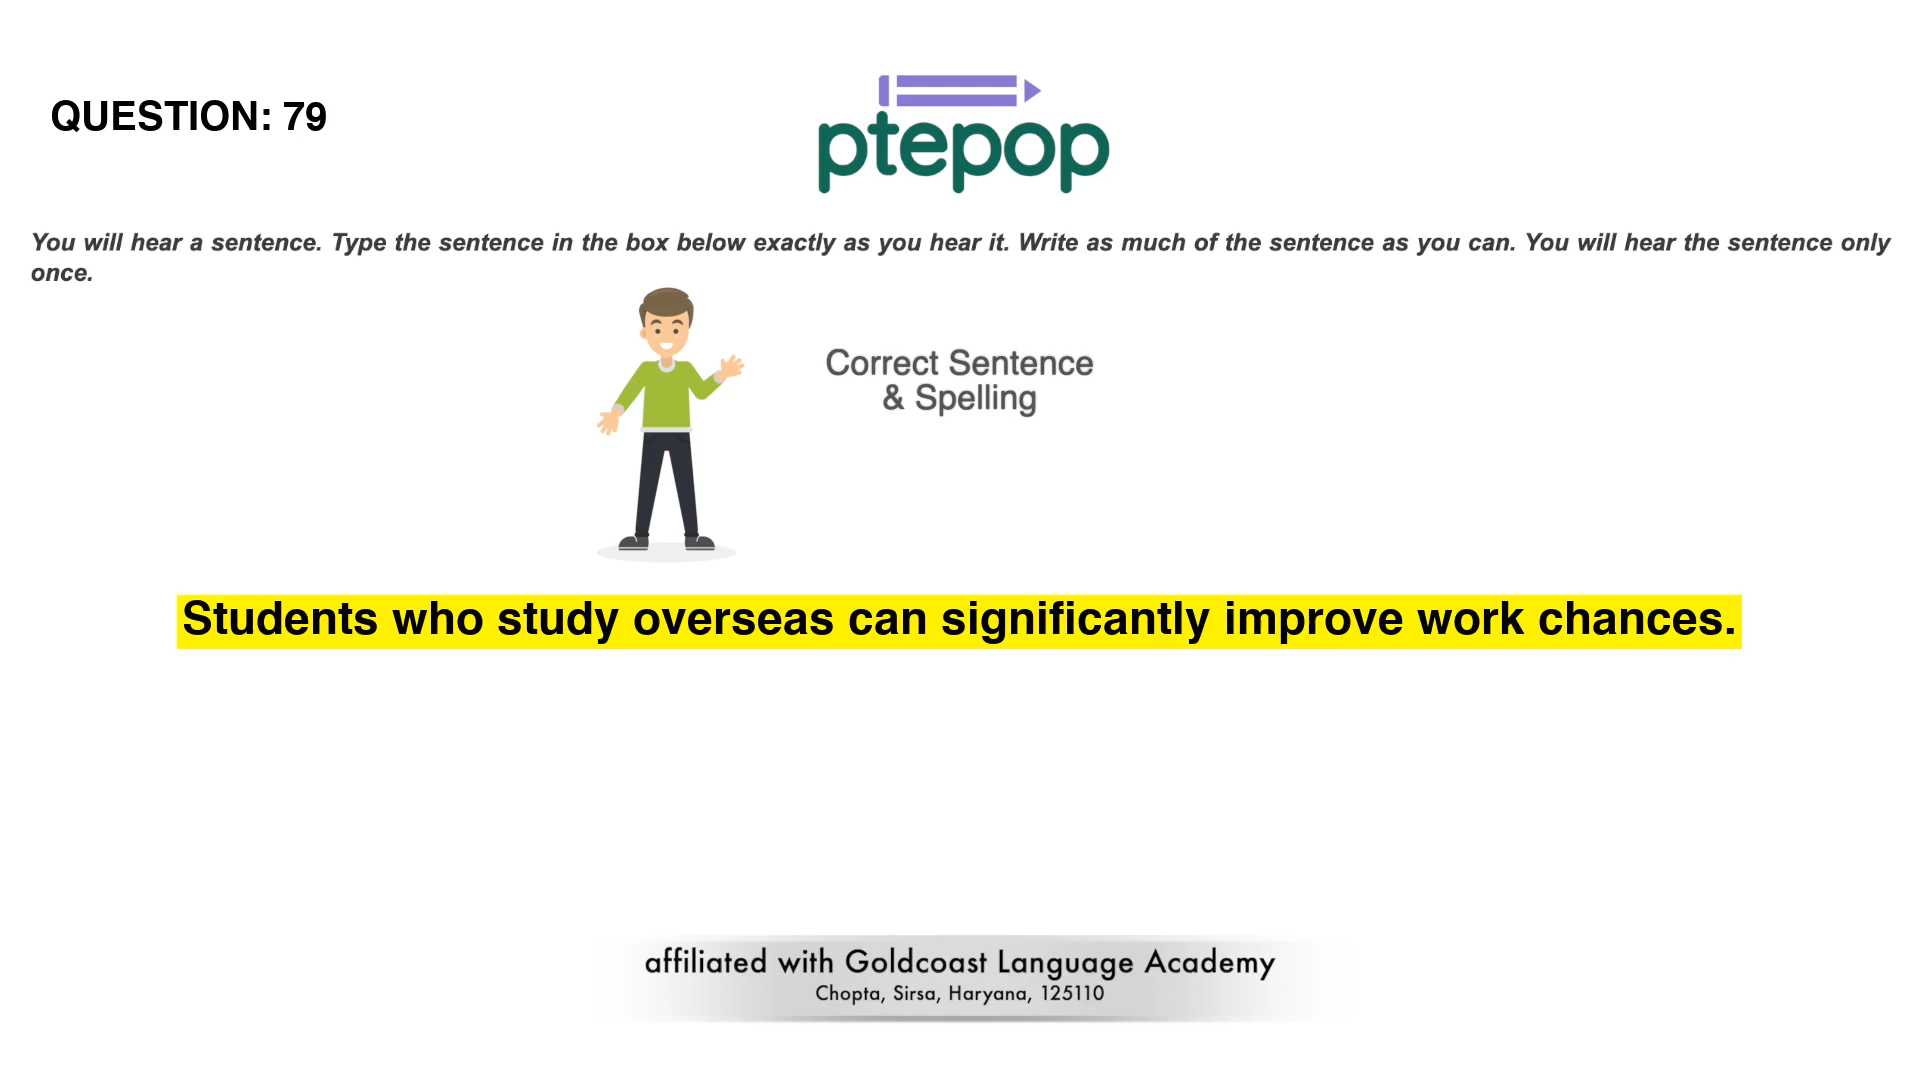 QUESTION: 79
ptepop
You will hear a sentence. Type the sentence in the box below exactly as you hear it. Write as much of the sentence as you can. You will hear the sentence only
once.
Correct Sentence
& Spelling
Students who study overseas can significantly improve work chances.
affiliated with Goldcoast Language Academy
Chopta, Sirsa, Haryana, 125110